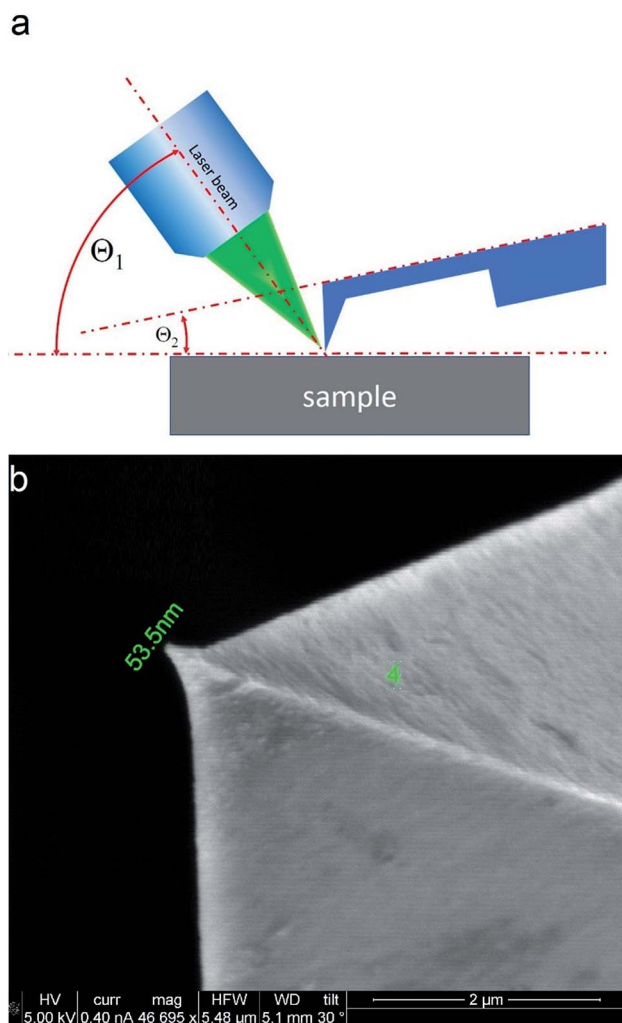 a
Laser beam
Θ₁
Θ₂
sample
b
53.5nm
4
HV curr mag HFW WD tilt
5.00 kV 0.40 nA 46 695 x 5.48 µm 5.1 mm 30 ° 2 µm